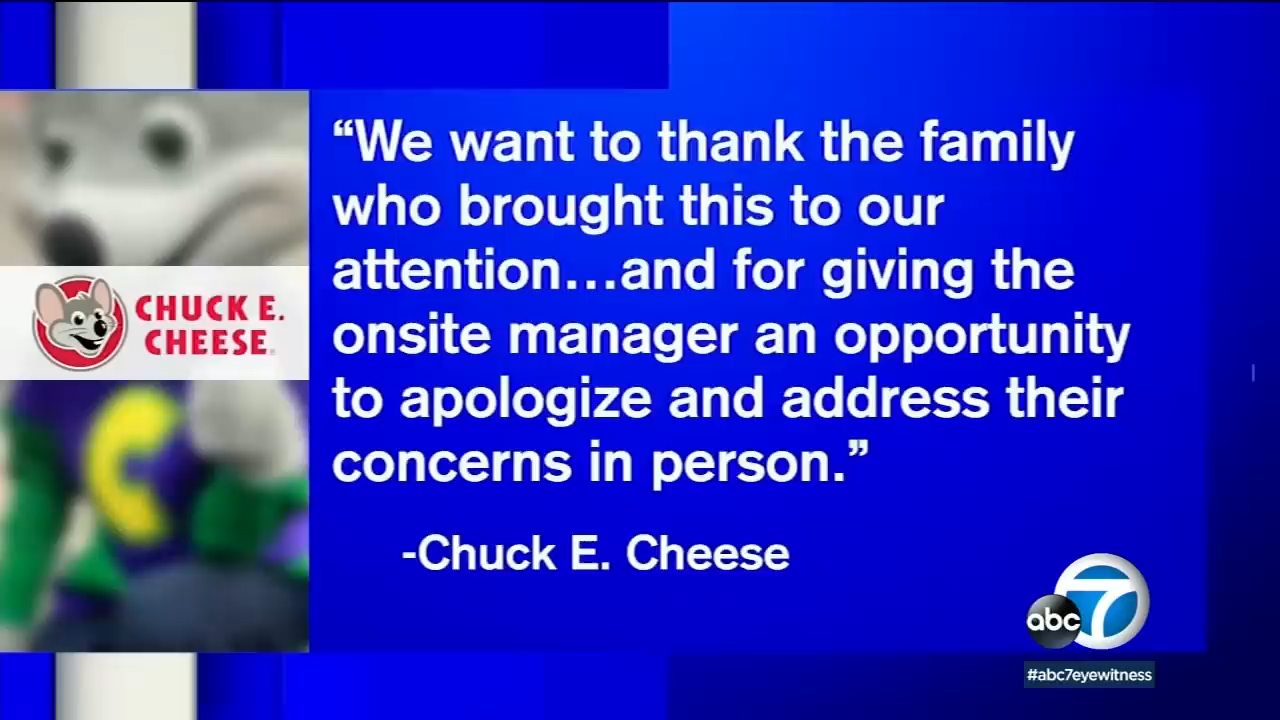 “We want to thank the family
who brought this to our
attention...and for giving the
onsite manager an opportunity
to apologize and address their
concerns in person.”
-Chuck E. Cheese
CHUCK E.
CHEESE
C
abc 7
#abc7eyewitness